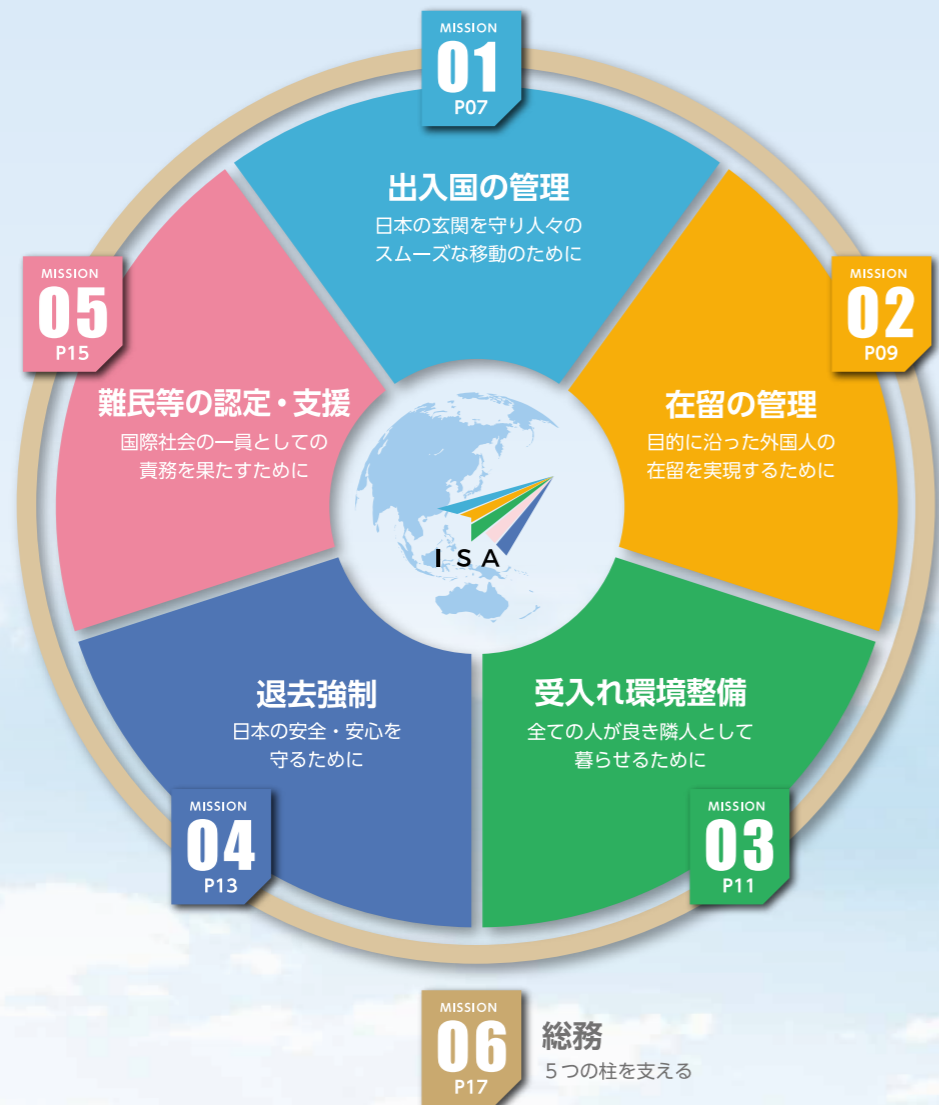 MISSION
01
P07
出入国の管理
日本の玄関を守り人々の
スムーズな移動のために
MISSION
02
P09
在留の管理
目的に沿った外国人の
在留を実現するために
受入れ環境整備
全ての人が良き隣人として
暮らせるために
MISSION
03
P11
退去強制
日本の安全・安心を
守るために
MISSION
04
P13
MISSION
05
P15
難民等の認定・支援
国際社会の一員としての
責務を果たすために
ISA
MISSION
06
P17
総務
5つの柱を支える